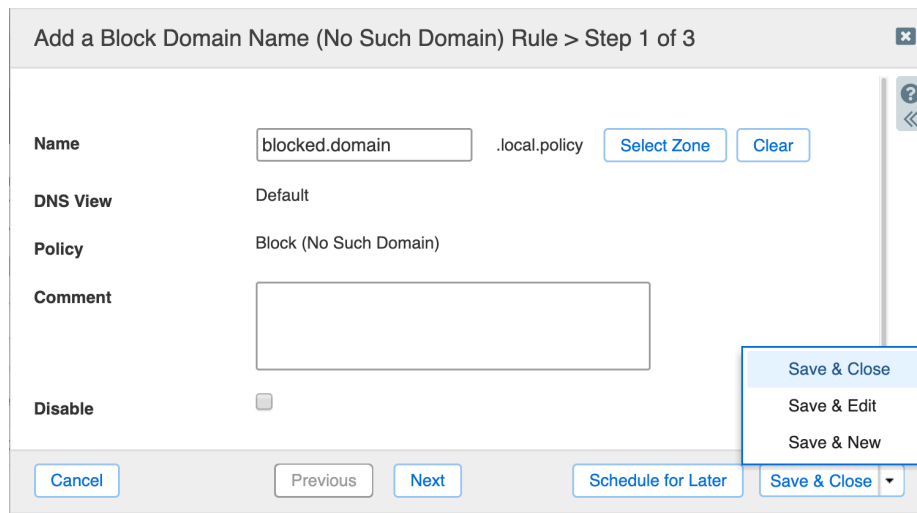 Add a Block Domain Name (No Such Domain) Rule > Step 1 of 3
Name blocked.domain .local.policy Select Zone Clear
DNS View Default
Policy Block (No Such Domain)
Comment
Disable
Save & Close
Save & Edit
Save & New
Cancel Previous Next Schedule for Later Save & Close